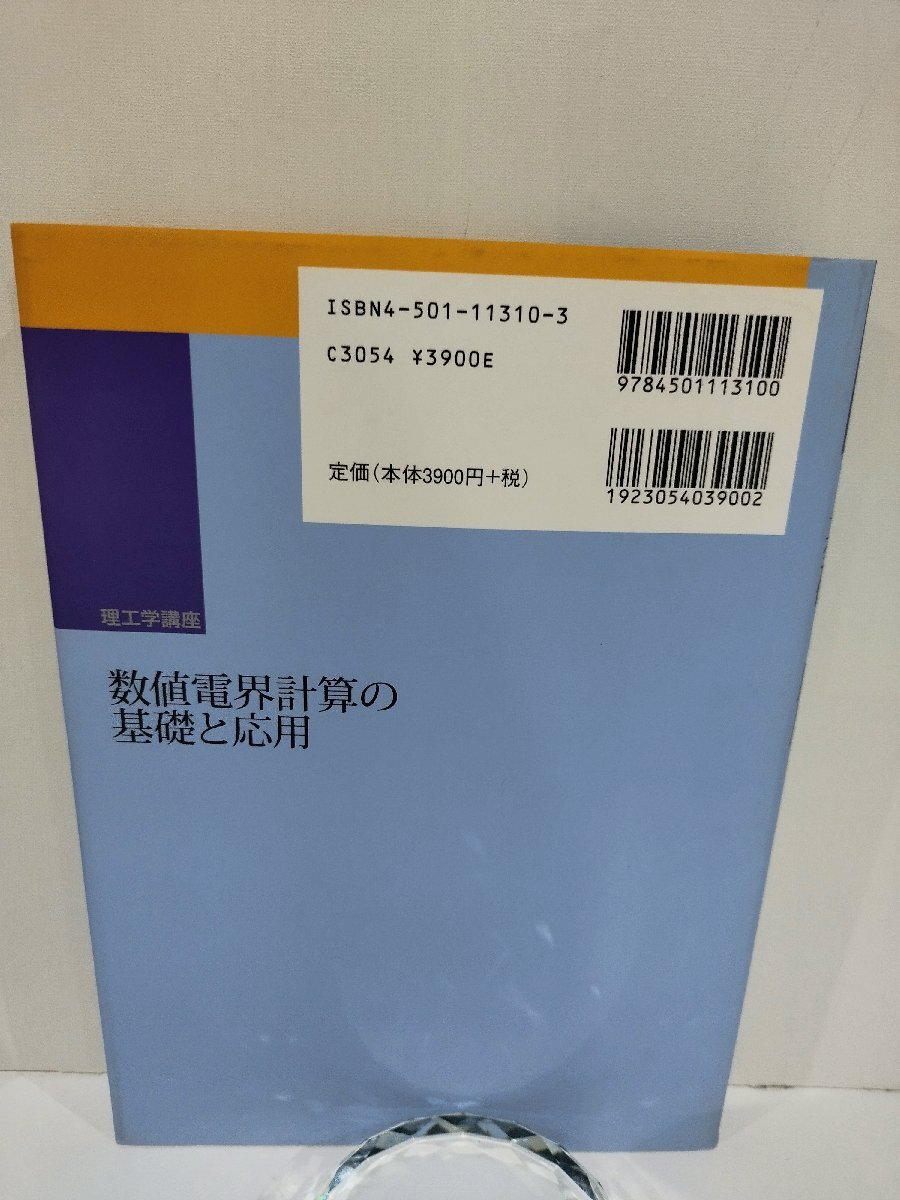 ISBN4-501-11310-3
C3054 ¥3900E
定価(本体3900円+税)
9784501113100
1923054039002
理工学講座
数値電界計算の
基礎と応用